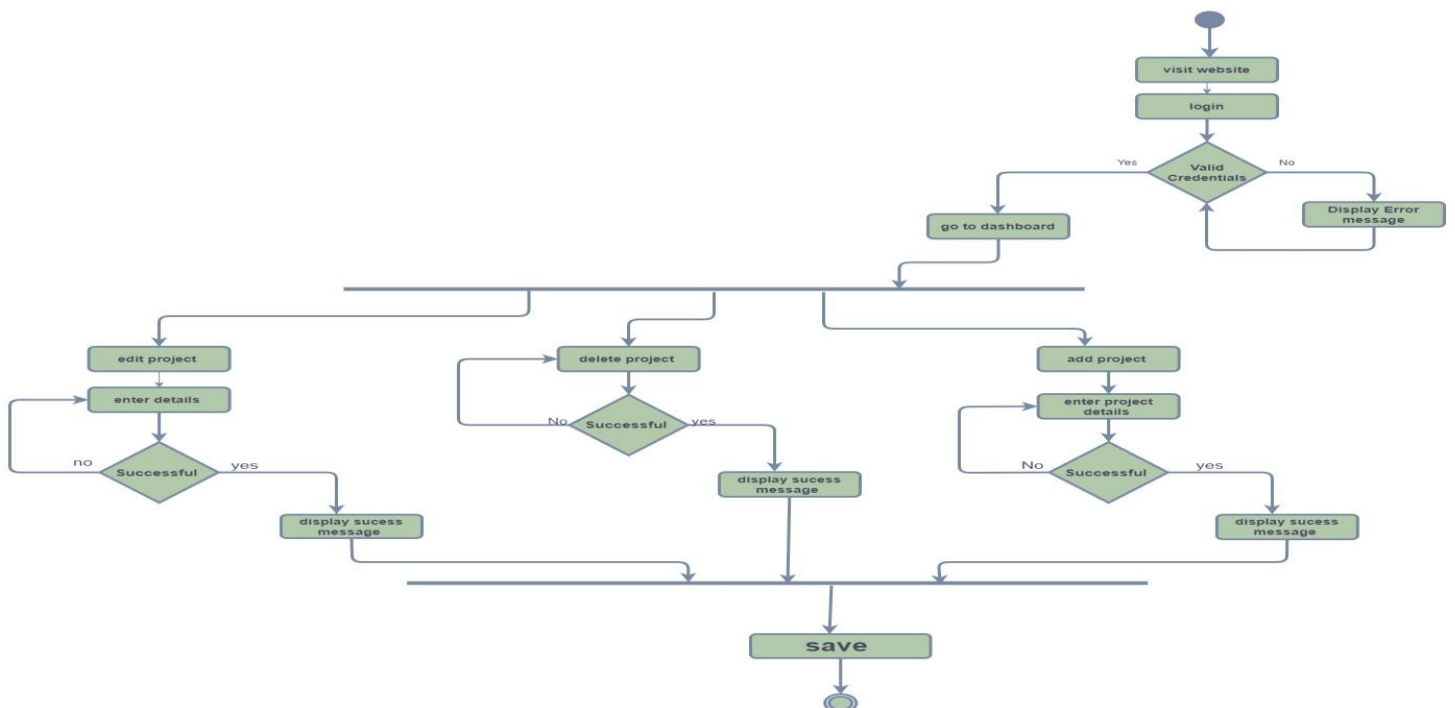 visit website
login
Yes
Valid
Credentials
No
Display Error
message
go to dashboard
edit project
delete project
add project
enter details
enter project
details
No
Successful
yes
no
Successful
yes
No
Successful
yes
display sucess
message
display sucess
message
display sucess
message
save